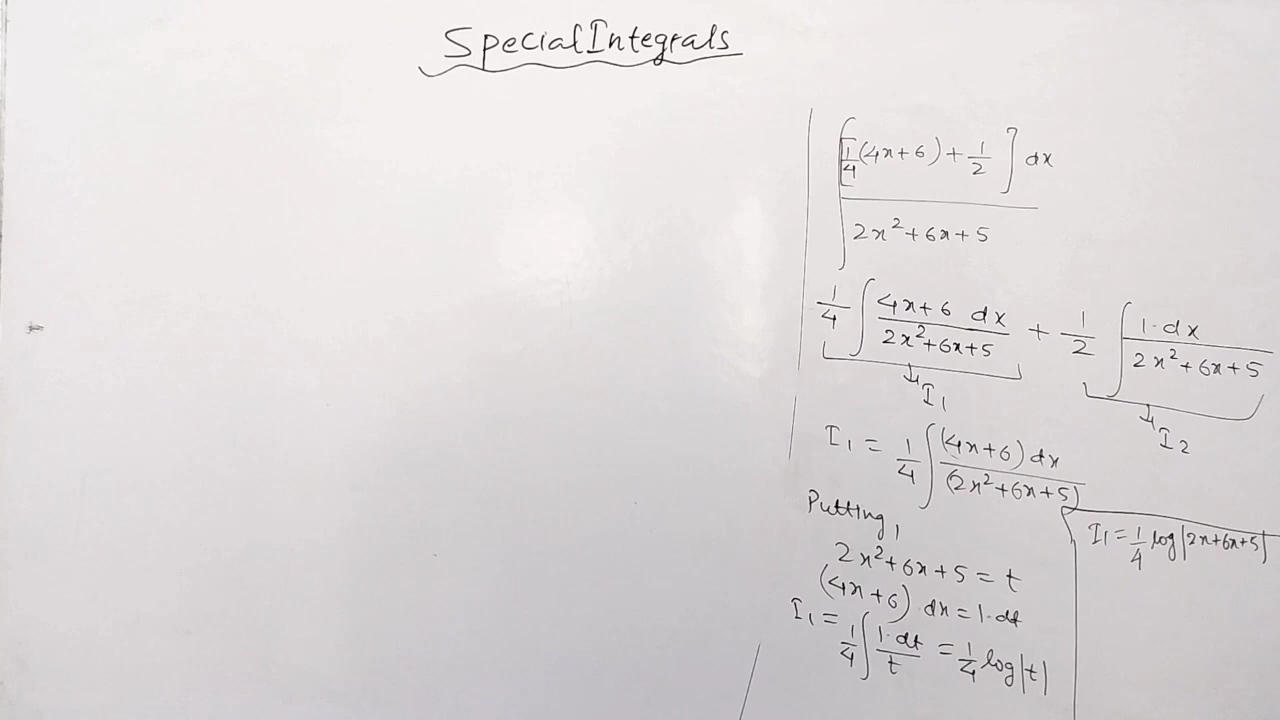 Special Integrals
∫ [1/4 (4x+6) + 1/2] dx / 2x²+6x+5
1/4 ∫ 4x+6 dx / 2x²+6x+5 + 1/2 ∫ 1·dx / 2x²+6x+5
I₁ I₂
I₁ = 1/4 ∫ (4x+6) dx / (2x²+6x+5)
Putting,
2x²+6x+5 = t
(4x+6) dx = 1·dt
I₁ = 1/4 ∫ 1·dt / t = 1/4 log|t|
I₁ = 1/4 log|2x+6x+5|